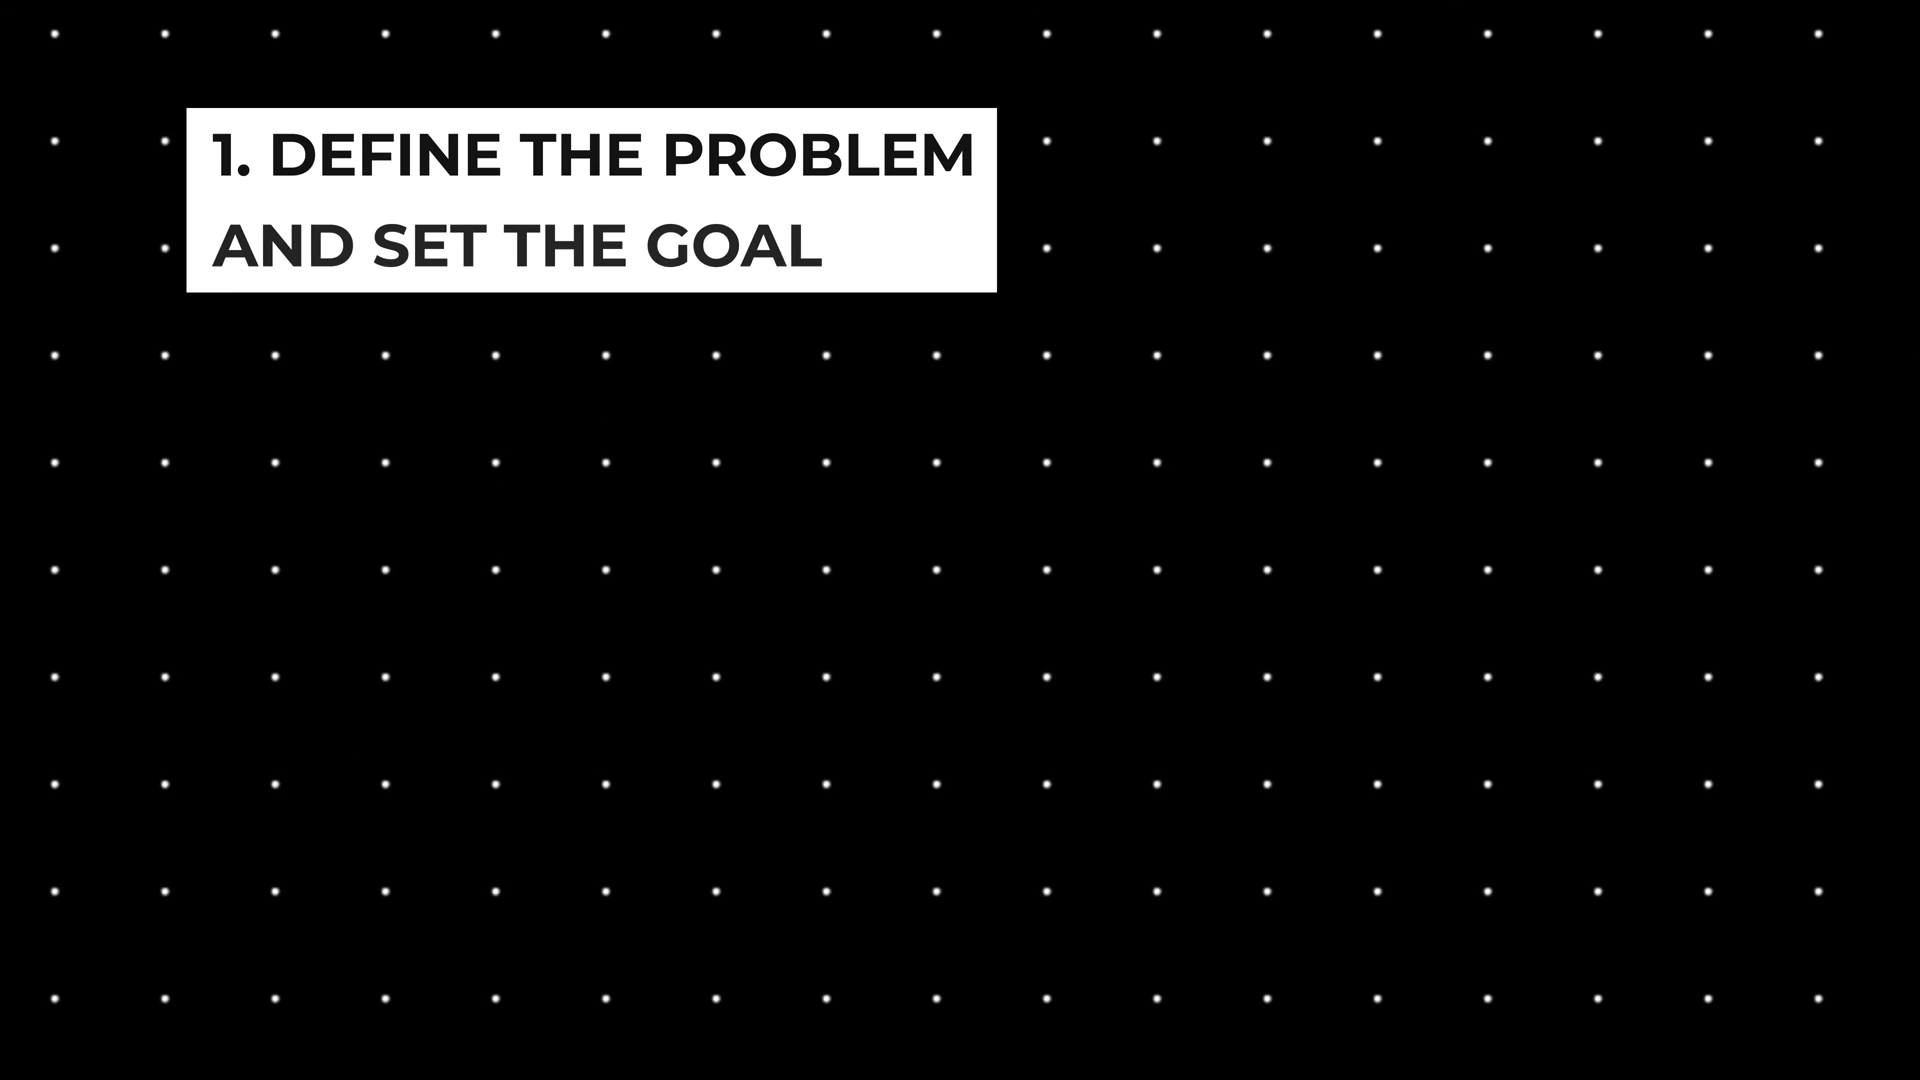 1. DEFINE THE PROBLEM
AND SET THE GOAL